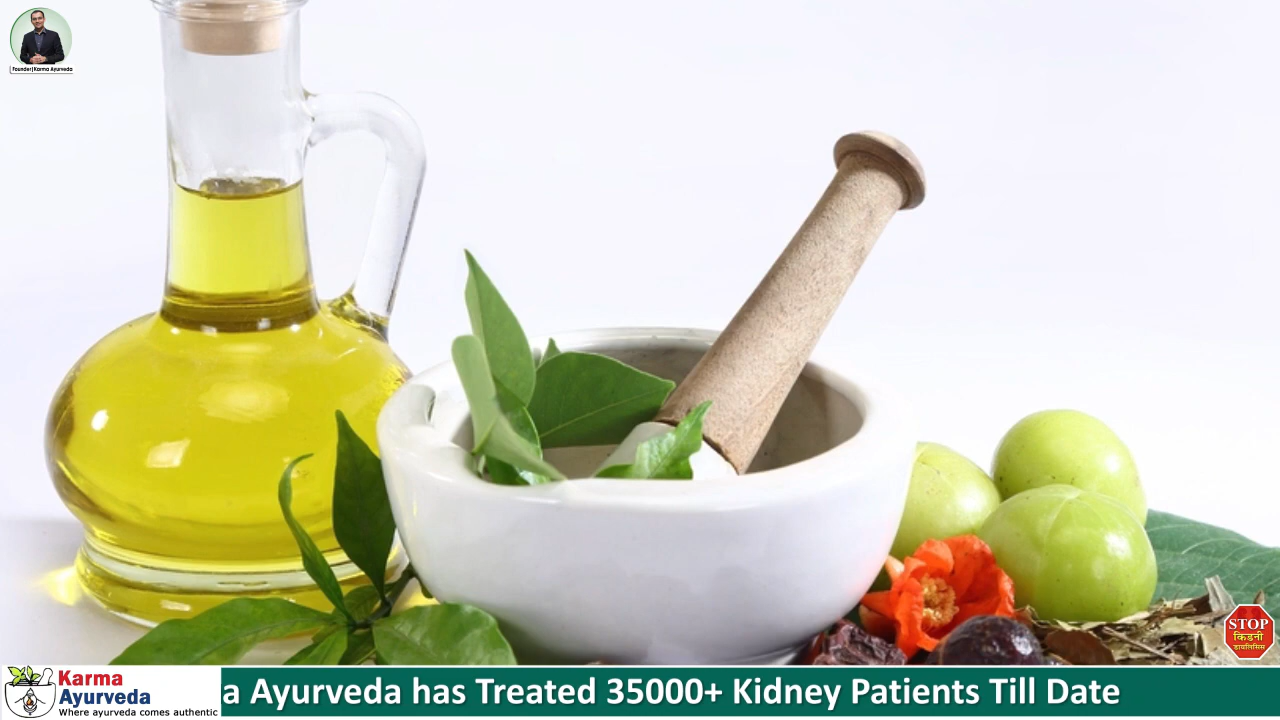 Founder|Karma Ayurveda
STOP
किडनी
डायलिसिस
Karma
Ayurveda
Where ayurveda comes authentic
a Ayurveda has Treated 35000+ Kidney Patients Till Date